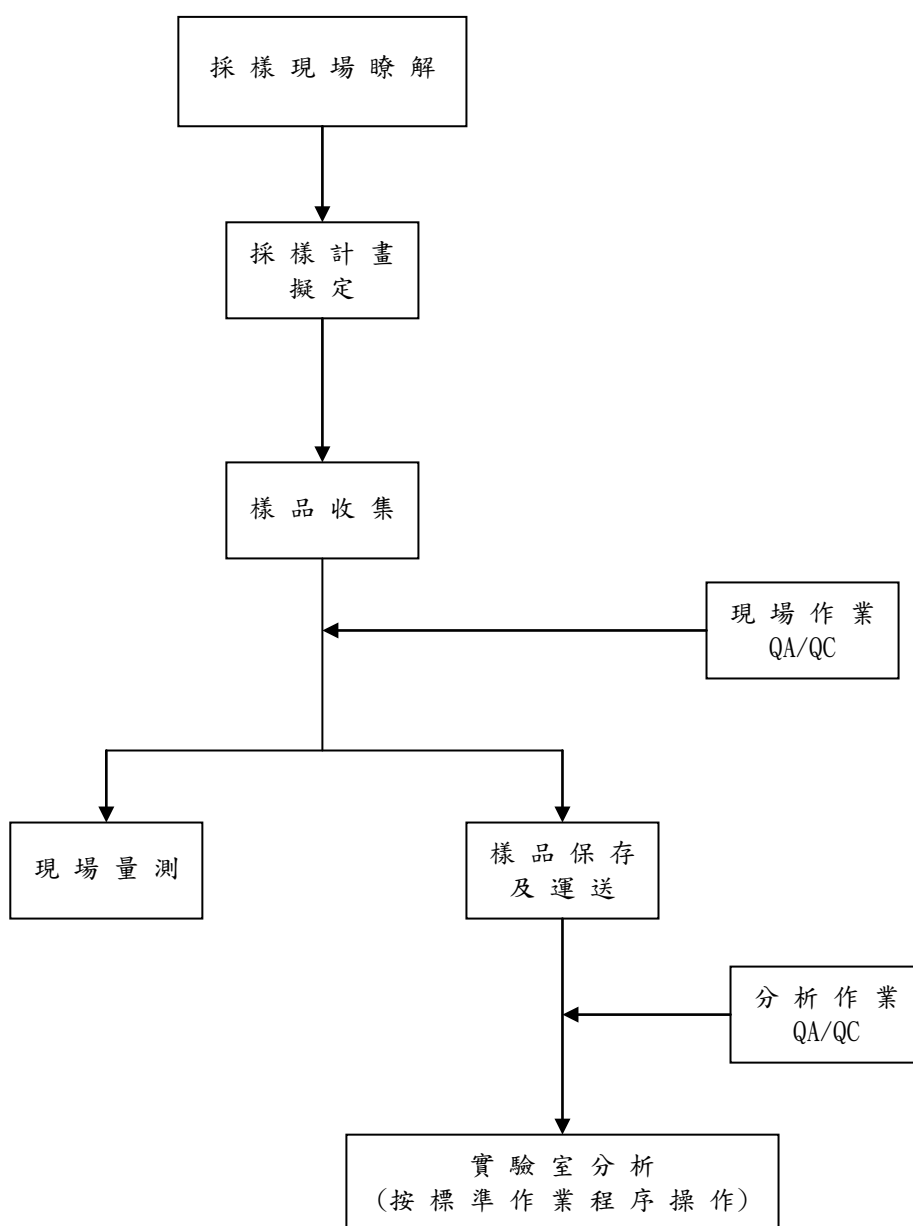 採樣現場瞭解
採樣計畫
擬定
樣品收集
現場作業
QA/QC
現場量測
樣品保存
及運送
分析作業
QA/QC
實驗室分析
(按標準作業程序操作)